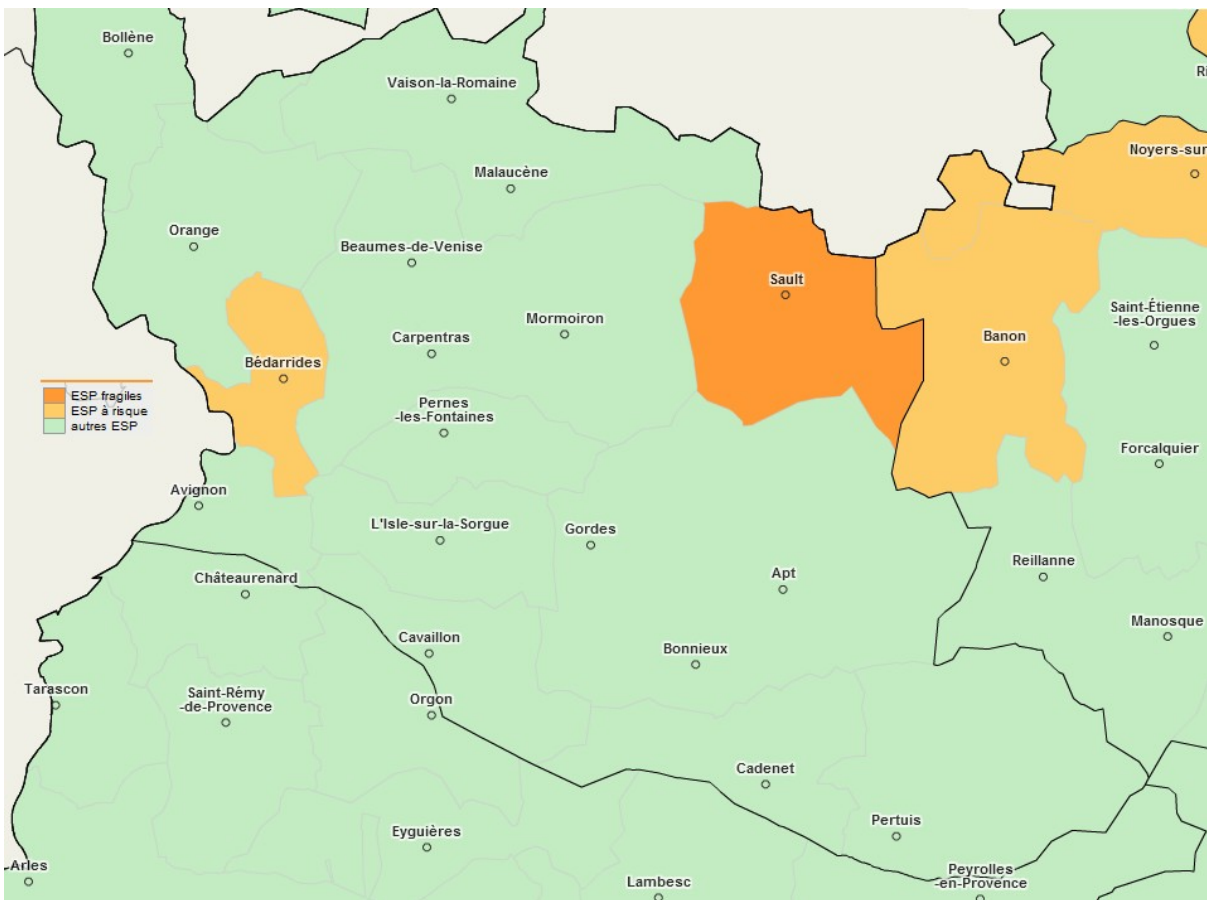 Bollène
Vaison-la-Romaine
Ri
Noyers-sur
Malaucène
Orange
Beaumes-de-Venise
Sault
Saint-Étienne
-les-Orgues
Mormoiron
Carpentras
Banon
Bédarrides
ESP fragiles
ESP à risque
autres ESP
Pernes
-les-Fontaines
Forcalquier
Avignon
L'Isle-sur-la-Sorgue
Gordes
Reillanne
Châteaurenard
Apt
Manosque
Cavaillon
Bonnieux
Tarascon
Saint-Rémy
-de-Provence
Orgon
Cadenet
Pertuis
Eyguières
Arles
Lambesc
Peyrolles
-en-Provence